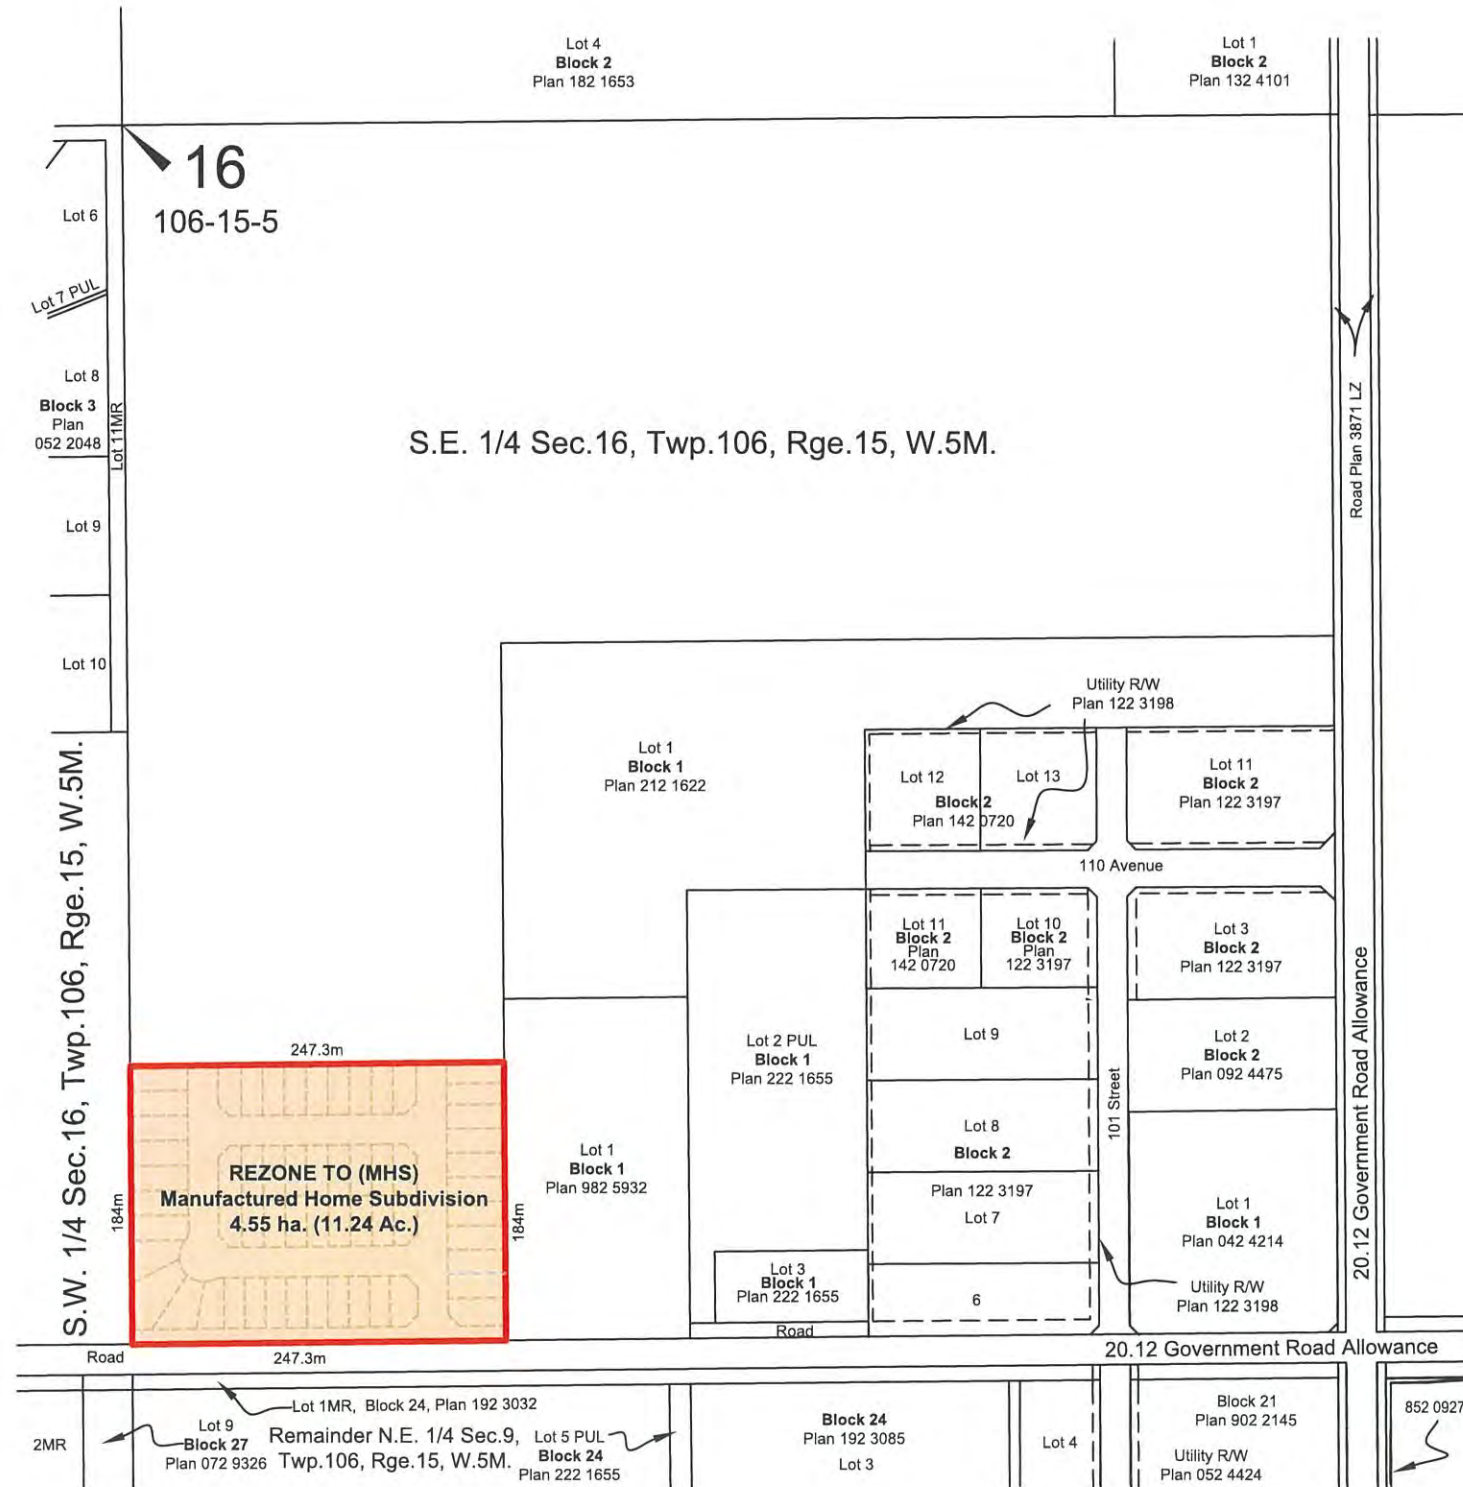 Lot 4
Block 2
Plan 182 1653
Lot 1
Block 2
Plan 132 4101
16
106-15-5
Lot 6
Lot 7 PUL
Lot 8
Block 3
Plan
052 2048
Lot 11MR
Lot 9
Lot 10
S.E. 1/4 Sec.16, Twp.106, Rge.15, W.5M.
Road Plan 3871 LZ
Utility R/W
Plan 122 3198
Lot 1
Block 1
Plan 212 1622
Lot 12
Lot 13
Block 2
Plan 142 0720
Lot 11
Block 2
Plan 122 3197
110 Avenue
Lot 11
Block 2
Plan
142 0720
Lot 10
Block 2
Plan
122 3197
Lot 3
Block 2
Plan 122 3197
S.W. 1/4 Sec.16, Twp.106, Rge.15, W.5M.
247.3m
184m
REZONE TO (MHS)
Manufactured Home Subdivision
4.55 ha. (11.24 Ac.)
184m
247.3m
Lot 1
Block 1
Plan 982 5932
Lot 2 PUL
Block 1
Plan 222 1655
Lot 9
Lot 8
Block 2
Plan 122 3197
Lot 7
6
101 Street
Lot 2
Block 2
Plan 092 4475
Lot 1
Block 1
Plan 042 4214
Utility R/W
Plan 122 3198
20.12 Government Road Allowance
Lot 3
Block 1
Plan 222 1655
Road
Road
20.12 Government Road Allowance
Lot 1MR, Block 24, Plan 192 3032
2MR
Lot 9
Block 27
Plan 072 9326
Remainder N.E. 1/4 Sec.9,
Twp.106, Rge.15, W.5M.
Lot 5 PUL
Block 24
Plan 222 1655
Block 24
Plan 192 3085
Lot 3
Lot 4
Block 21
Plan 902 2145
Utility R/W
Plan 052 4424
852 0927